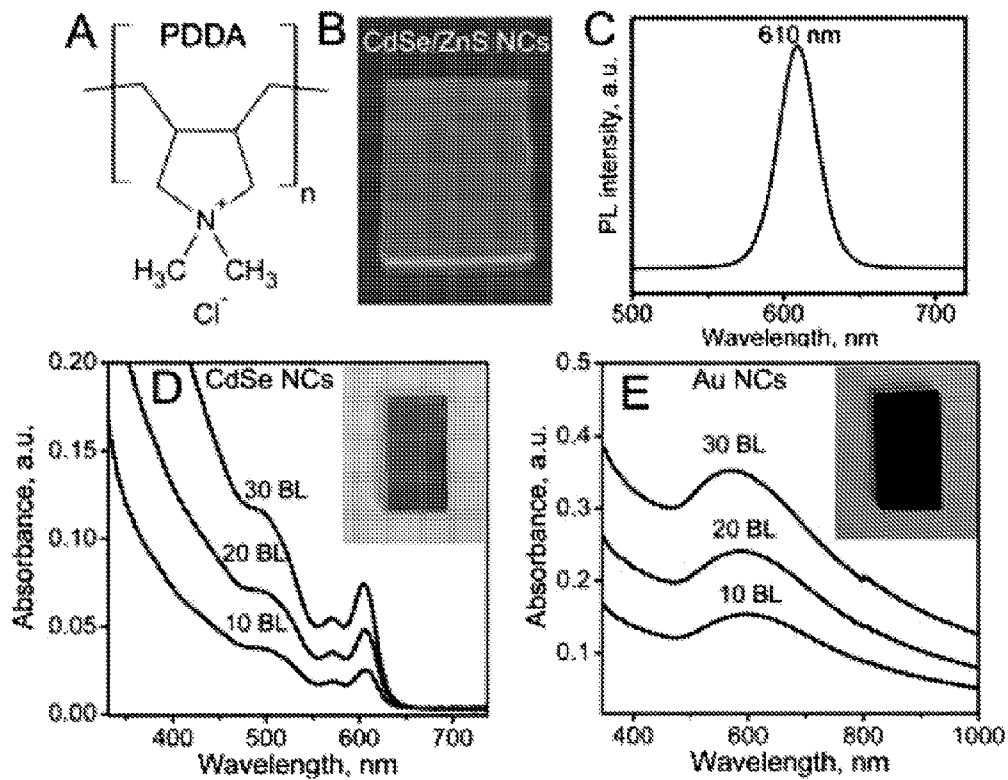 A
PDDA
n
N+
H₃C CH₃
Cl⁻
B
CdSe/ZnS NCs
C
610 nm
PL intensity, a.u.
500 600 700
Wavelength, nm
D
CdSe NCs
30 BL
20 BL
10 BL
Absorbance, a.u.
0.20
0.15
0.10
0.05
0.00
400 500 600 700
Wavelength, nm
E
Au NCs
30 BL
20 BL
10 BL
Absorbance, a.u.
0.5
0.4
0.3
0.2
0.1
400 600 800 1000
Wavelength, nm